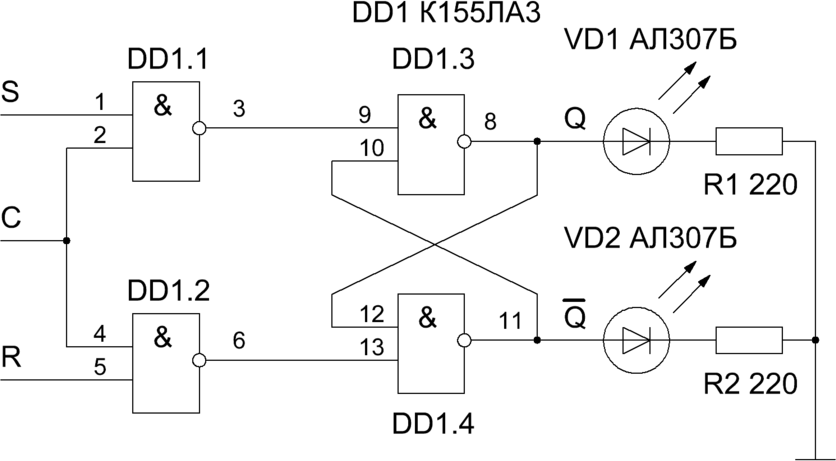 DD1 К155ЛА3
DD1.1
DD1.3
VD1 АЛ307Б
S
1
&
3
9
&
8
Q
2
10
R1 220
C
VD2 АЛ307Б
DD1.2
4
&
6
12
&
11
Q̅
R
5
13
R2 220
DD1.4